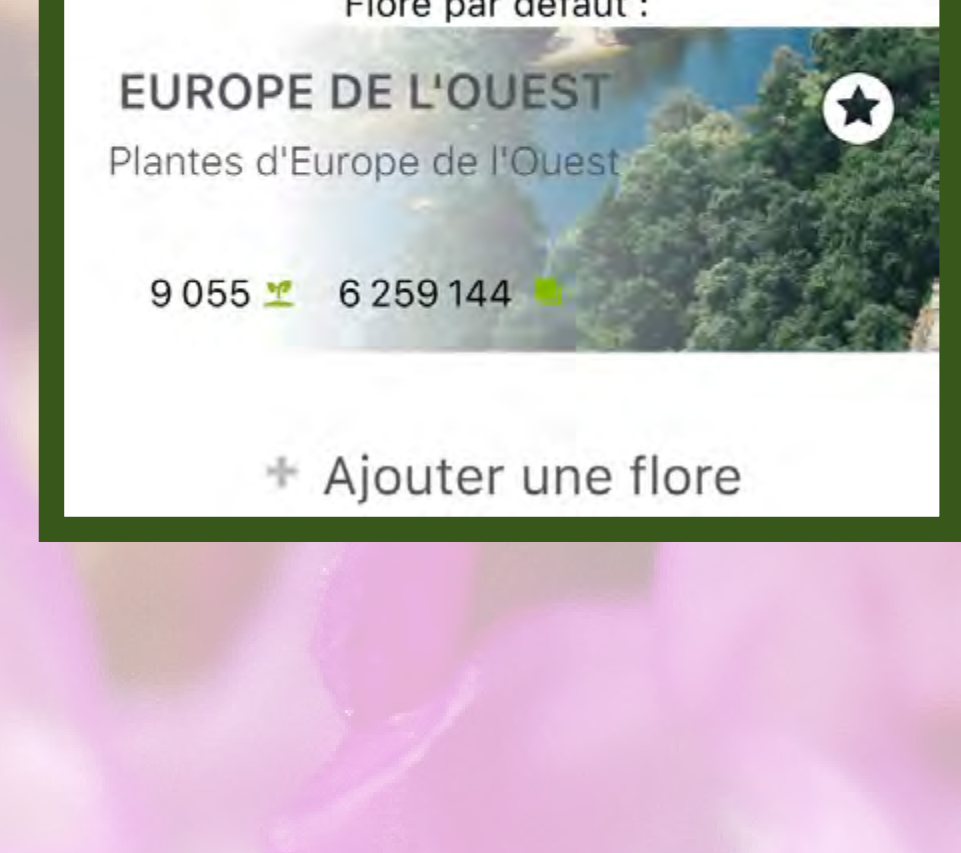 Flore par défaut :
EUROPE DE L'OUEST
Plantes d'Europe de l'Ouest
9 055 6 259 144
+ Ajouter une flore